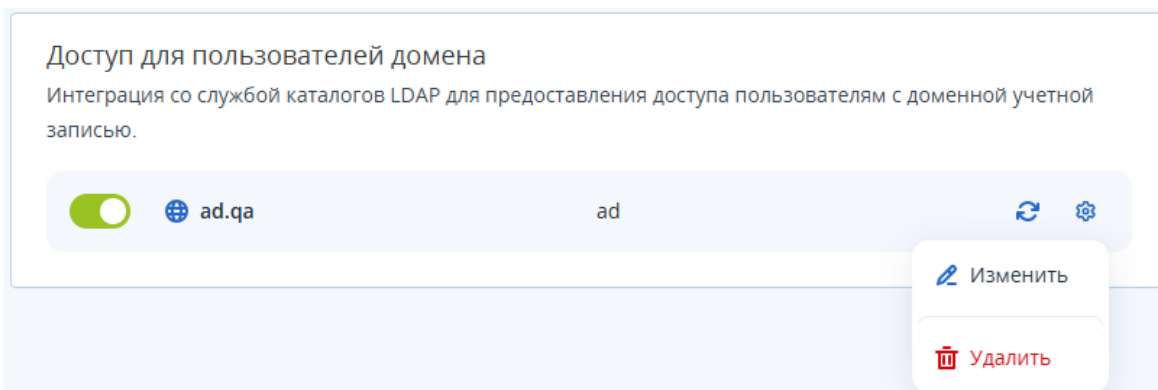 Доступ для пользователей домена
Интеграция со службой каталогов LDAP для предоставления доступа пользователям с доменной учетной
записью.
ad.qa ad
Изменить
Удалить